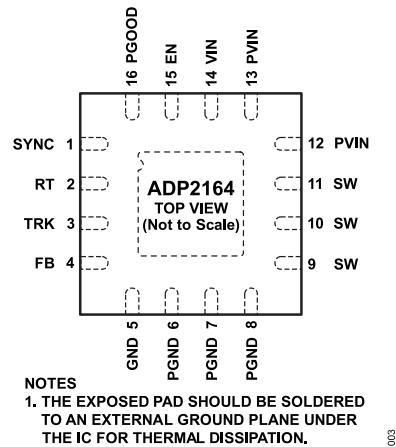 16 PGOOD
15 EN
14 VIN
13 PVIN
SYNC 1
RT 2
TRK 3
FB 4
ADP2164
TOP VIEW
(Not to Scale)
12 PVIN
11 SW
10 SW
9 SW
GND 5
PGND 6
PGND 7
PGND 8
NOTES
1. THE EXPOSED PAD SHOULD BE SOLDERED
TO AN EXTERNAL GROUND PLANE UNDER
THE IC FOR THERMAL DISSIPATION.
003